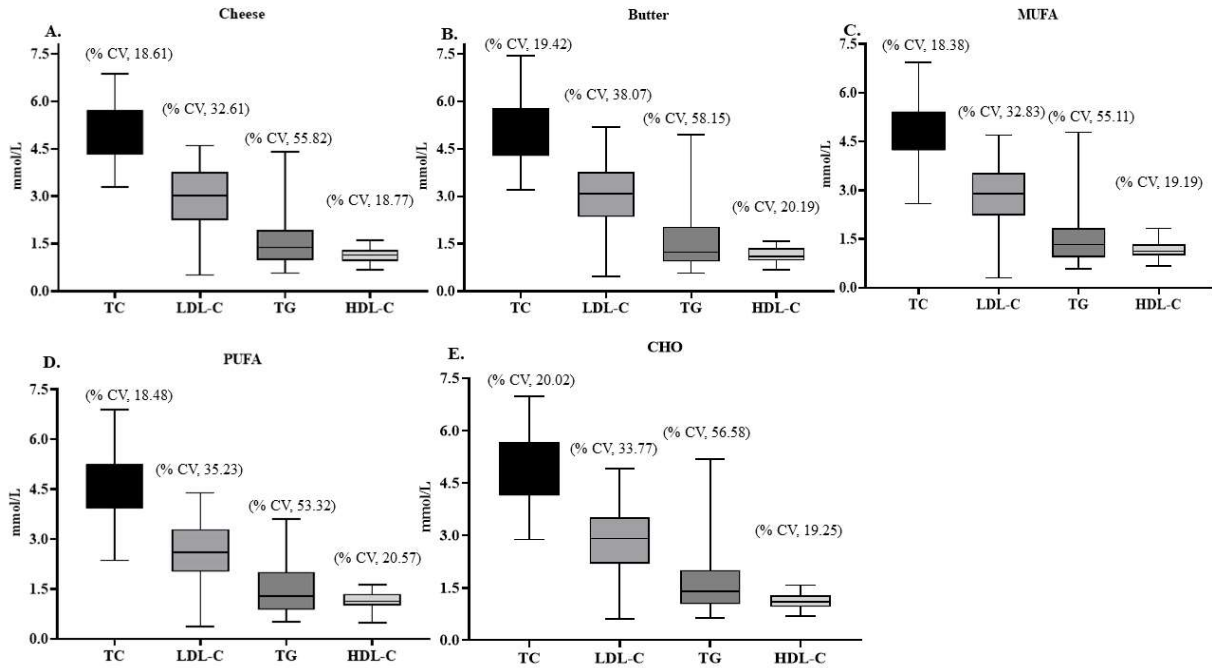 Cheese
A.
(% CV, 18.61)
(% CV, 32.61)
(% CV, 55.82)
(% CV, 18.77)
mmol/L
7.5
6.0
4.5
3.0
1.5
0.0
TC LDL-C TG HDL-C
Butter
B.
(% CV, 19.42)
(% CV, 38.07)
(% CV, 58.15)
(% CV, 20.19)
mmol/L
7.5
6.0
4.5
3.0
1.5
0.0
TC LDL-C TG HDL-C
MUFA
C.
(% CV, 18.38)
(% CV, 32.83)
(% CV, 55.11)
(% CV, 19.19)
mmol/L
7.5
6.0
4.5
3.0
1.5
0.0
TC LDL-C TG HDL-C
PUFA
D.
(% CV, 18.48)
(% CV, 35.23)
(% CV, 53.32)
(% CV, 20.57)
mmol/L
7.5
6.0
4.5
3.0
1.5
0.0
TC LDL-C TG HDL-C
CHO
E.
(% CV, 20.02)
(% CV, 33.77)
(% CV, 56.58)
(% CV, 19.25)
mmol/L
7.5
6.0
4.5
3.0
1.5
0.0
TC LDL-C TG HDL-C